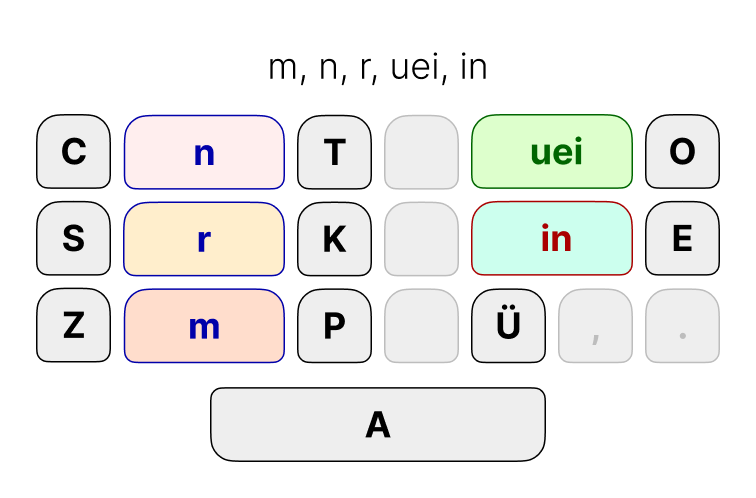 m, n, r, uei, in
C n T uei O
S r K in E
Z m P Ü , .
A